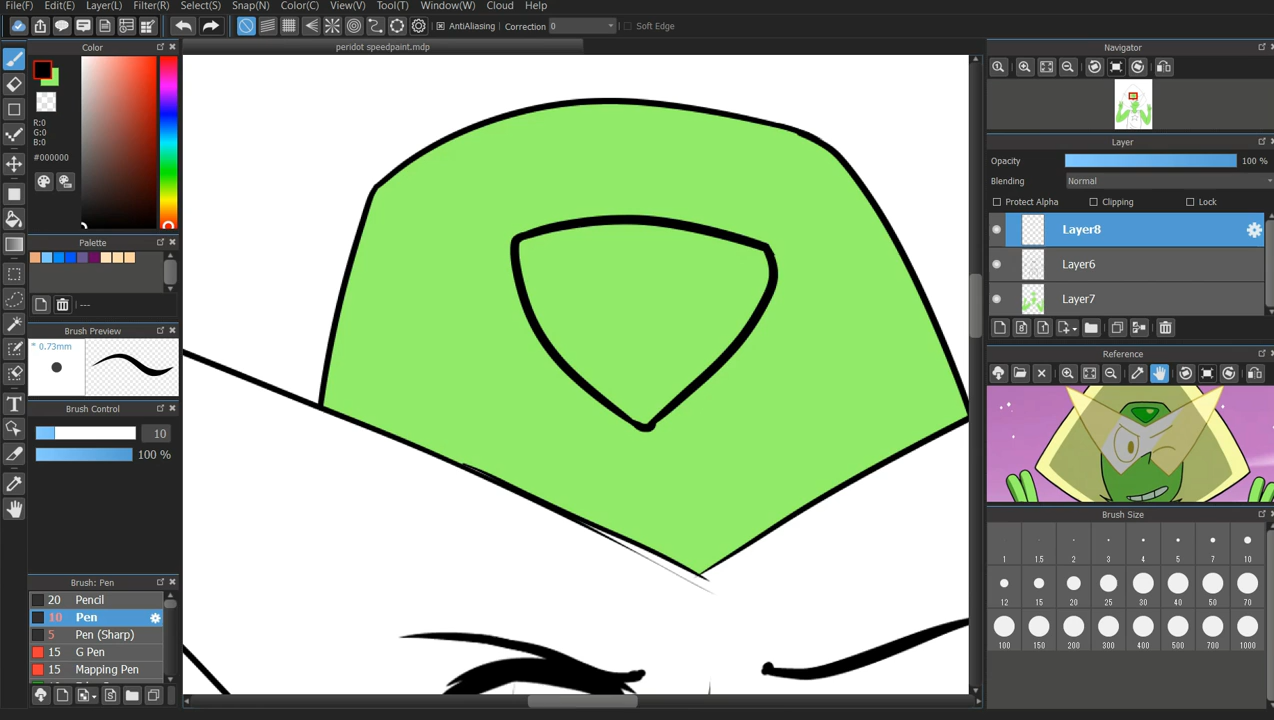 File(F) Edit(E) Layer(L) Filter(R) Select(S) Snap(N) Color(C) View(V) Tool(T) Window(W) Cloud Help
AntiAliasing Correction 0 Soft Edge
Color
peridot speedpaint.mdp
Navigator
R:0
G:0
B:0
#000000
Layer
Opacity 100 %
Blending Normal
Protect Alpha Clipping Lock
Layer8
Layer6
Layer7
Palette
---
Brush Preview
* 0.73mm
Brush Control
10
100 %
Reference
Brush Size
1 1.5 2 3 4 5 7 10
12 15 20 25 30 40 50 70
100 150 200 300 400 500 700 1000
Brush: Pen
20 Pencil
10 Pen
5 Pen (Sharp)
15 G Pen
15 Mapping Pen